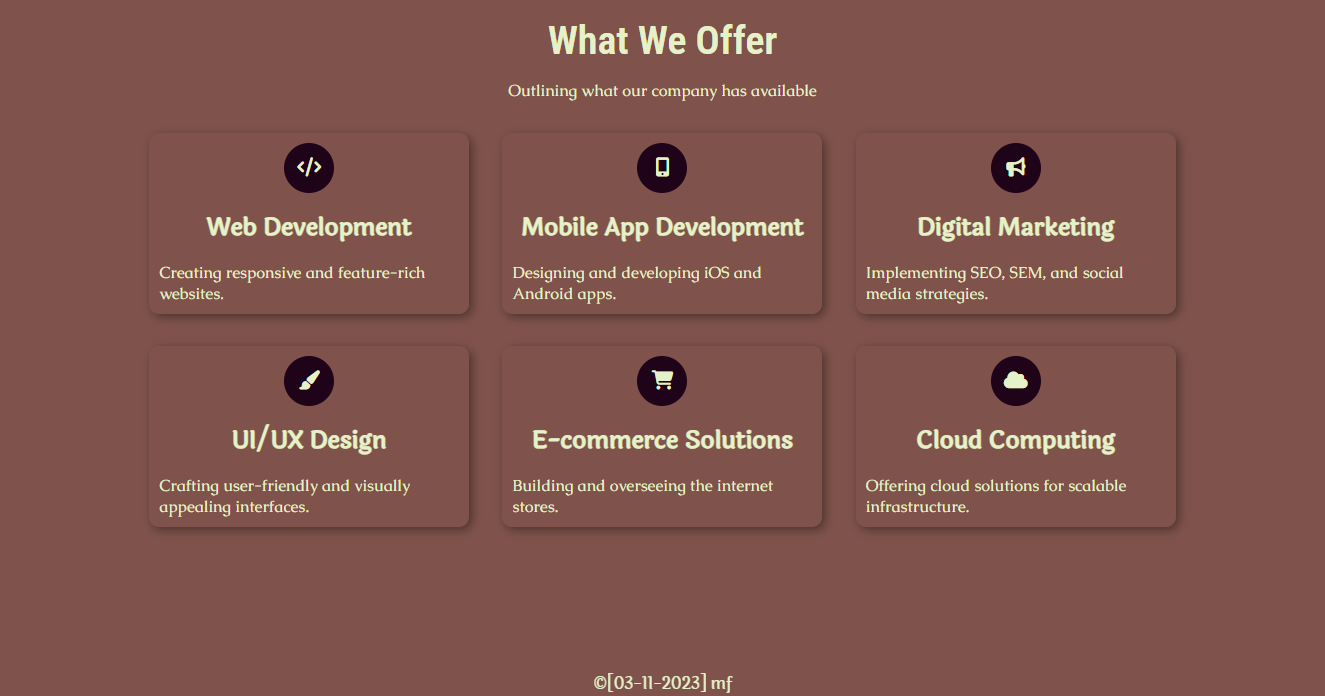 What We Offer
Outlining what our company has available
Web Development
Creating responsive and feature-rich
websites.
Mobile App Development
Designing and developing iOS and
Android apps.
Digital Marketing
Implementing SEO, SEM, and social
media strategies.
UI/UX Design
Crafting user-friendly and visually
appealing interfaces.
E-commerce Solutions
Building and overseeing the internet
stores.
Cloud Computing
Offering cloud solutions for scalable
infrastructure.
©[03-11-2023] mf